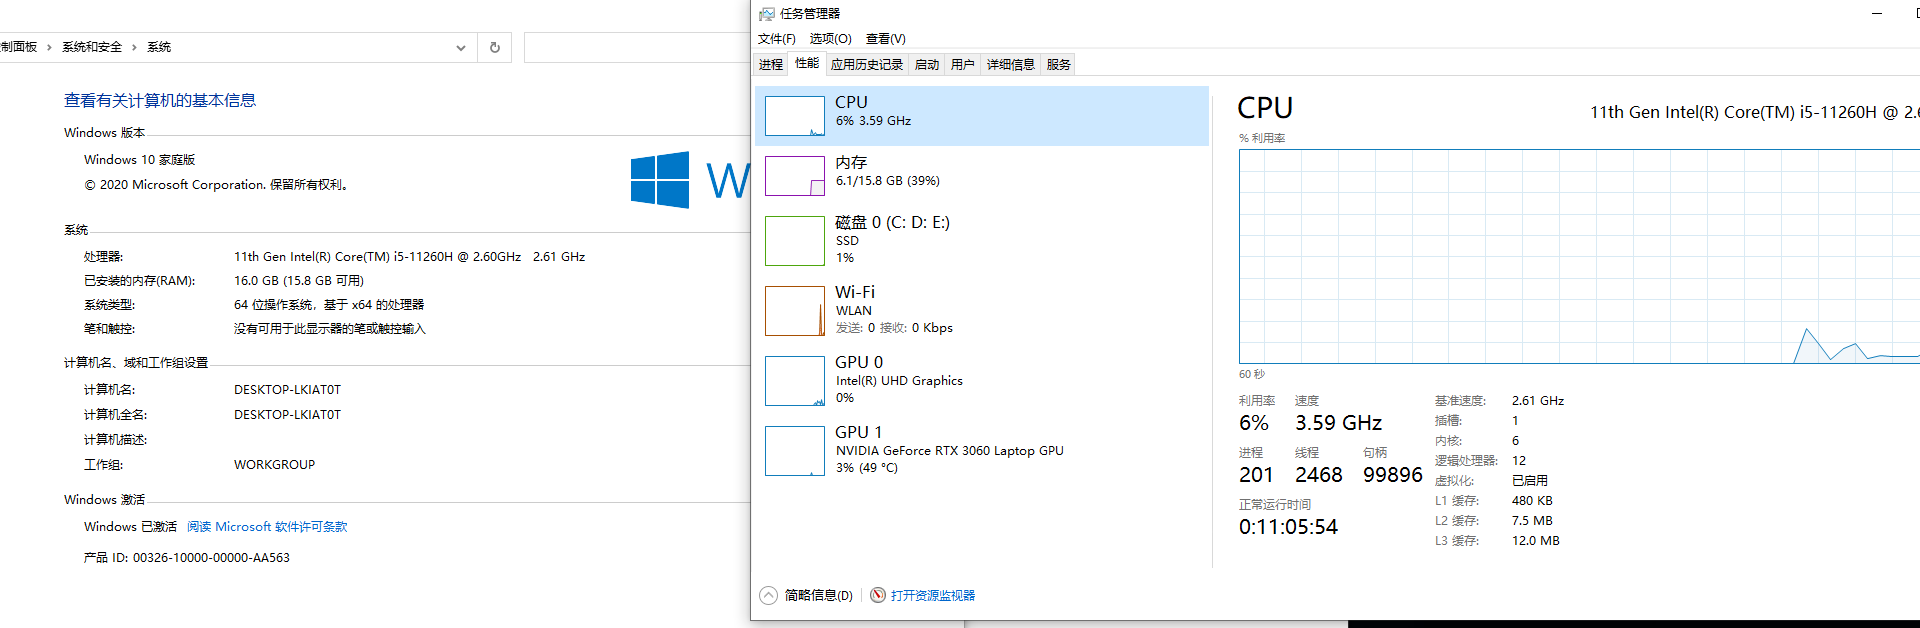 制面板 › 系统和安全 › 系统
查看有关计算机的基本信息
Windows 版本
Windows 10 家庭版
© 2020 Microsoft Corporation. 保留所有权利。
W
系统
处理器: 11th Gen Intel(R) Core(TM) i5-11260H @ 2.60GHz 2.61 GHz
已安装的内存(RAM): 16.0 GB (15.8 GB 可用)
系统类型: 64 位操作系统, 基于 x64 的处理器
笔和触控: 没有可用于此显示器的笔或触控输入
计算机名、域和工作组设置
计算机名: DESKTOP-LKIAT0T
计算机全名: DESKTOP-LKIAT0T
计算机描述:
工作组: WORKGROUP
Windows 激活
Windows 已激活 阅读 Microsoft 软件许可条款
产品 ID: 00326-10000-00000-AA563
任务管理器
文件(F) 选项(O) 查看(V)
进程 性能 应用历史记录 启动 用户 详细信息 服务
CPU
6% 3.59 GHz
内存
6.1/15.8 GB (39%)
磁盘 0 (C: D: E:)
SSD
1%
Wi-Fi
WLAN
发送: 0 接收: 0 Kbps
GPU 0
Intel(R) UHD Graphics
0%
GPU 1
NVIDIA GeForce RTX 3060 Laptop GPU
3% (49 °C)
CPU 11th Gen Intel(R) Core(TM) i5-11260H @ 2.6
% 利用率
60 秒
利用率 速度
6% 3.59 GHz
进程 线程 句柄
201 2468 99896
正常运行时间
0:11:05:54
基准速度: 2.61 GHz
插槽: 1
内核: 6
逻辑处理器: 12
虚拟化: 已启用
L1 缓存: 480 KB
L2 缓存: 7.5 MB
L3 缓存: 12.0 MB
简略信息(D) 打开资源监视器